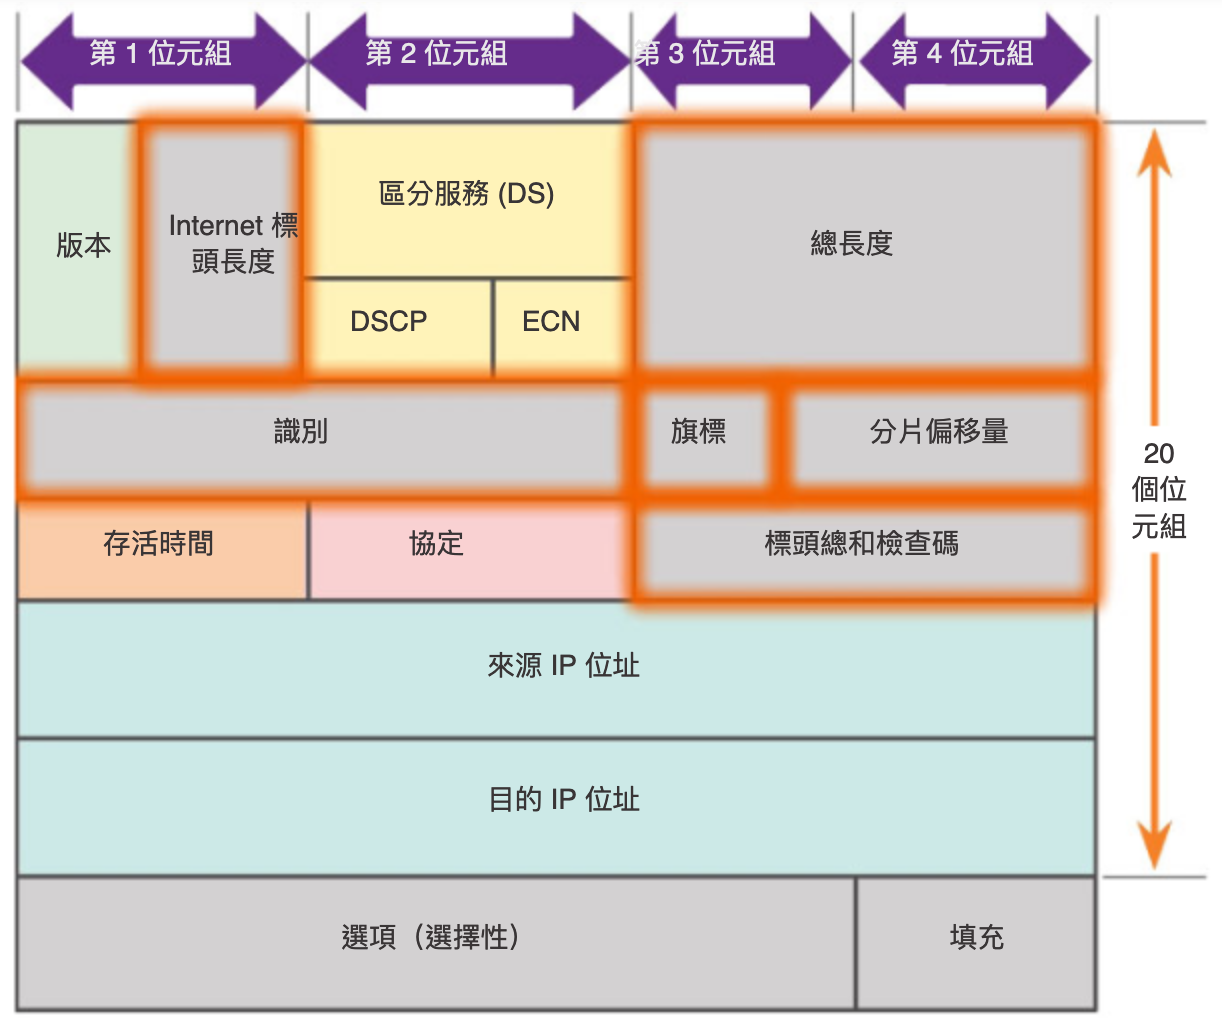 第 1 位元組
第 2 位元組
第 3 位元組
第 4 位元組
版本
Internet 標
頭長度
區分服務 (DS)
DSCP
ECN
總長度
識別
旗標
分片偏移量
20
個位
元組
存活時間
協定
標頭總和檢查碼
來源 IP 位址
目的 IP 位址
選項（選擇性）
填充